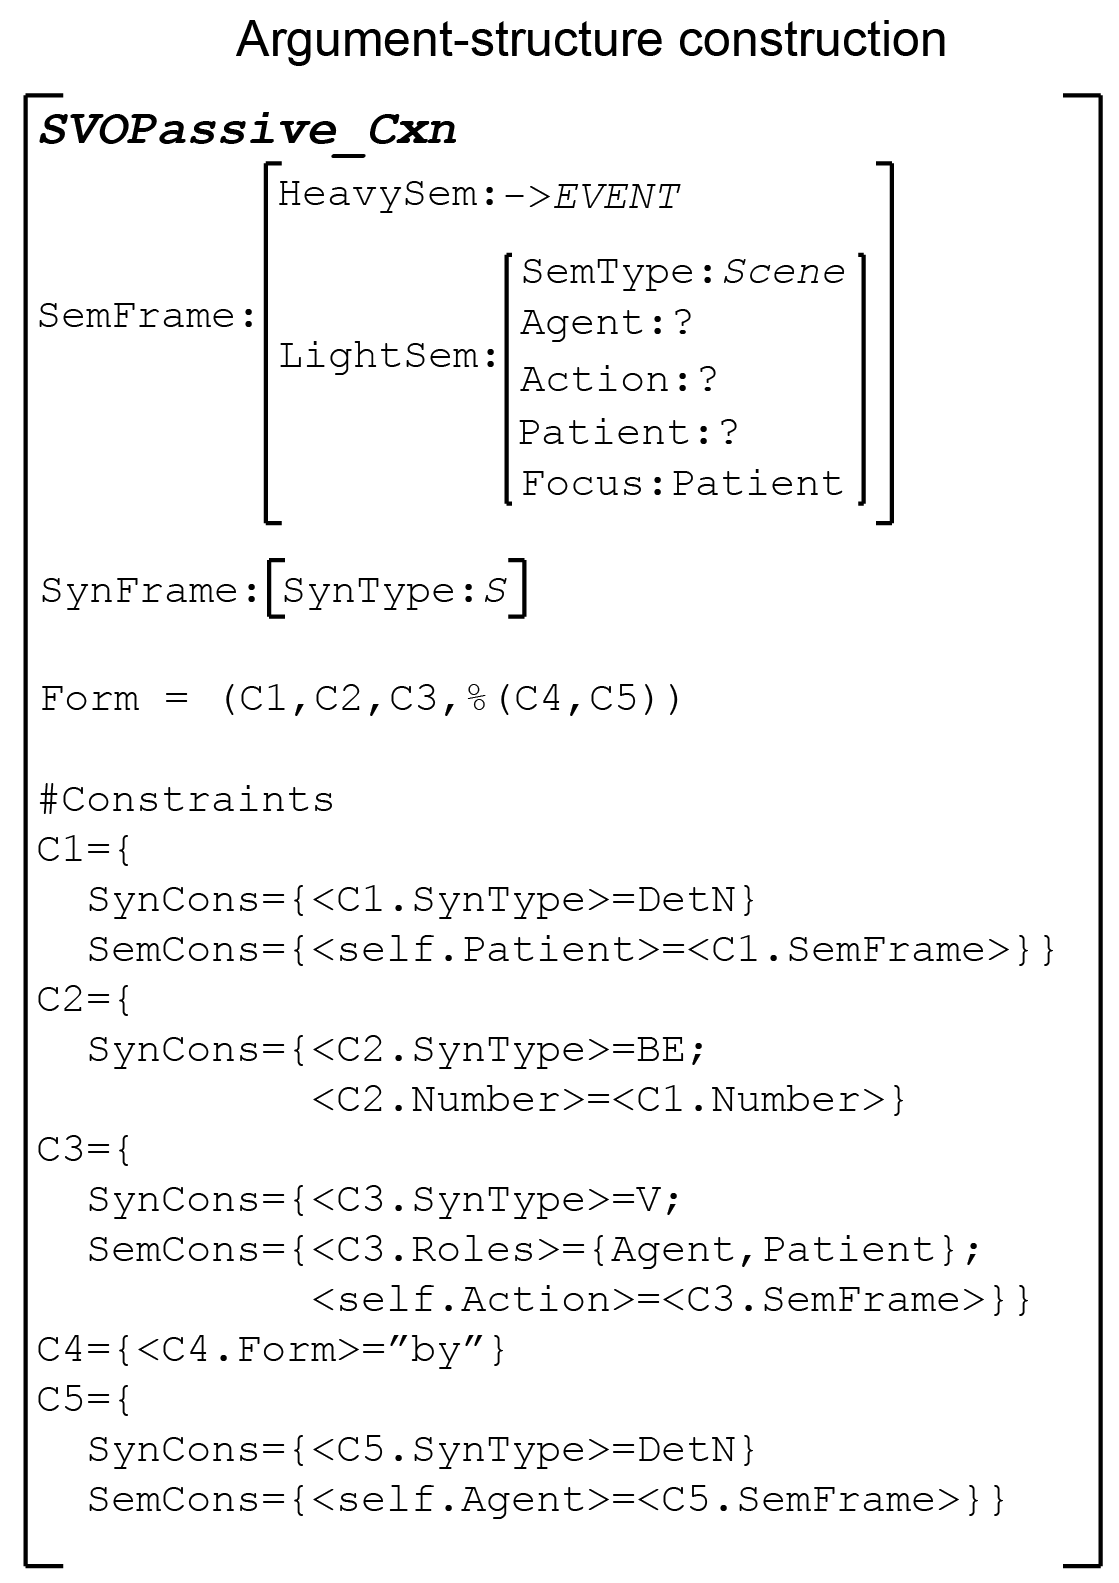 Argument-structure construction
SVOPassive_Cxn
HeavySem:->EVENT
SemFrame:
LightSem:
SemType:Scene
Agent:?
Action:?
Patient:?
Focus:Patient
SynFrame:[SynType:S]
Form = (C1,C2,C3,%(C4,C5))
#Constraints
C1={
SynCons={<C1.SynType>=DetN}
SemCons={<self.Patient>=<C1.SemFrame>}}
C2={
SynCons={<C2.SynType>=BE;
<C2.Number>=<C1.Number>}
C3={
SynCons={<C3.SynType>=V;
SemCons={<C3.Roles>={Agent,Patient};
<self.Action>=<C3.SemFrame>}}
C4={<C4.Form>=”by”}
C5={
SynCons={<C5.SynType>=DetN}
SemCons={<self.Agent>=<C5.SemFrame>}}